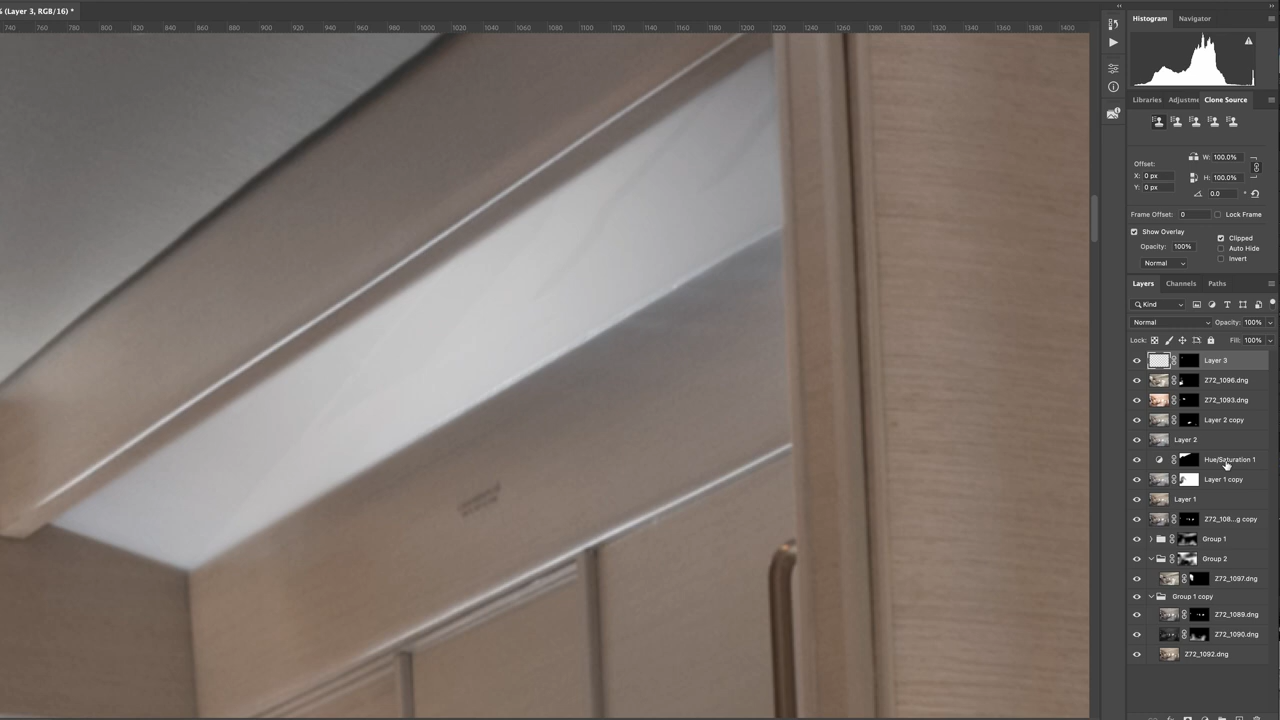 % (Layer 3, RGB/16) *
740 760 780 800 820 840 860 880 900 920 940 960 980 1000 1020 1040 1060 1080 1100 1120 1140 1160 1180 1200 1220 1240 1260 1280 1300 1320 1340 1360 1380 1400
Histogram Navigator
Libraries Adjustme Clone Source
W: 100.0%
Offset:
X: 0 px
H: 100.0%
Y: 0 px
0.0 °
Frame Offset: 0 Lock Frame
Show Overlay
Clipped
Opacity: 100%
Auto Hide
Normal
Invert
Layers Channels Paths
Kind
Normal Opacity: 100%
Lock: Fill: 100%
Layer 3
Z72_1096.dng
Z72_1093.dng
Layer 2 copy
Layer 2
Hue/Saturation 1
Layer 1 copy
Layer 1
Z72_108...g copy
Group 1
Group 2
Z72_1097.dng
Group 1 copy
Z72_1089.dng
Z72_1090.dng
Z72_1092.dng